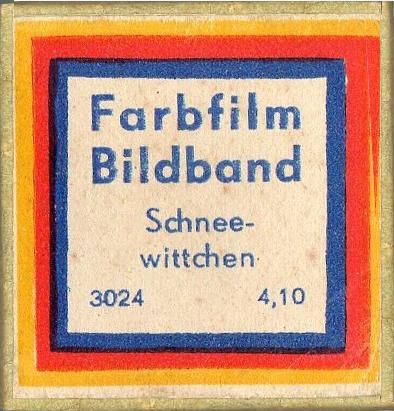 Farbfilm
Bildband
Schnee-
wittchen
3024 4,10